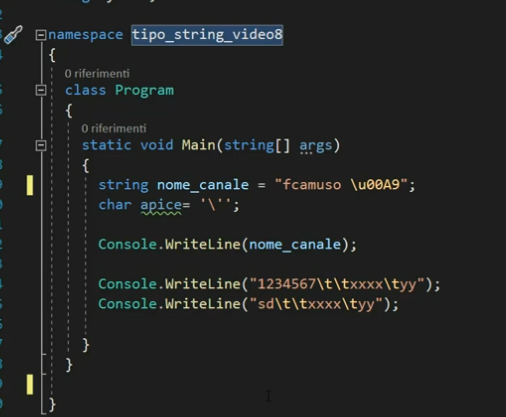 namespace tipo_string_video8
{
0 riferimenti
class Program
{
0 riferimenti
static void Main(string[] args)
{
string nome_canale = "fcamuso \u00A9";
char apice= '\'';
Console.WriteLine(nome_canale);
Console.WriteLine("1234567\t\txxxx\tyy");
Console.WriteLine("sd\t\txxxx\tyy");
}
}
}